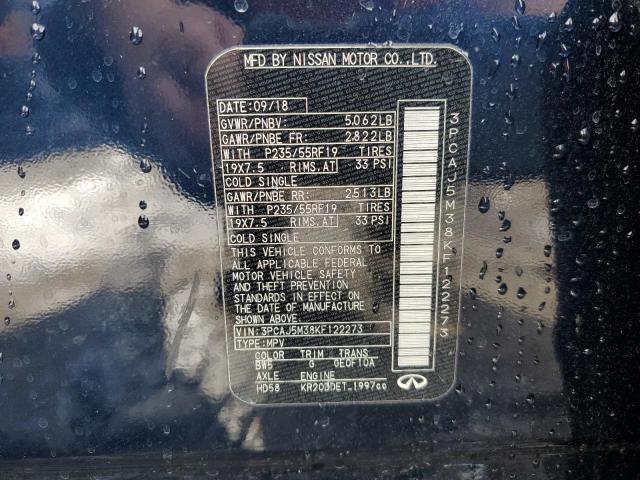 MFD BY NISSAN MOTOR CO.,LTD.
DATE:09/18
GVWR/PNBV: 5062LB
GAWR/PNBE FR: 2822LB
WITH P235/55RF19 TIRES
19X7.5 RIMS.AT 33 PSI
COLD SINGLE
GAWR/PNBE RR: 2513LB
WITH P235/55RF19 TIRES
19X7.5 RIMS.AT 33 PSI
COLD SINGLE
THIS VEHICLE CONFORMS TO
ALL APPLICABLE FEDERAL
MOTOR VEHICLE SAFETY
AND THEFT PREVENTION
STANDARDS IN EFFECT ON
THE DATE OF MANUFACTURE
SHOWN ABOVE
VIN:3PCAJ5M38KF122273
TYPE:MPV
COLOR TRIM TRANS
BW5 G GE0F10A
AXLE ENGINE
HD58 KR20DDET 1997cc
3PCAJ5M38KF122273